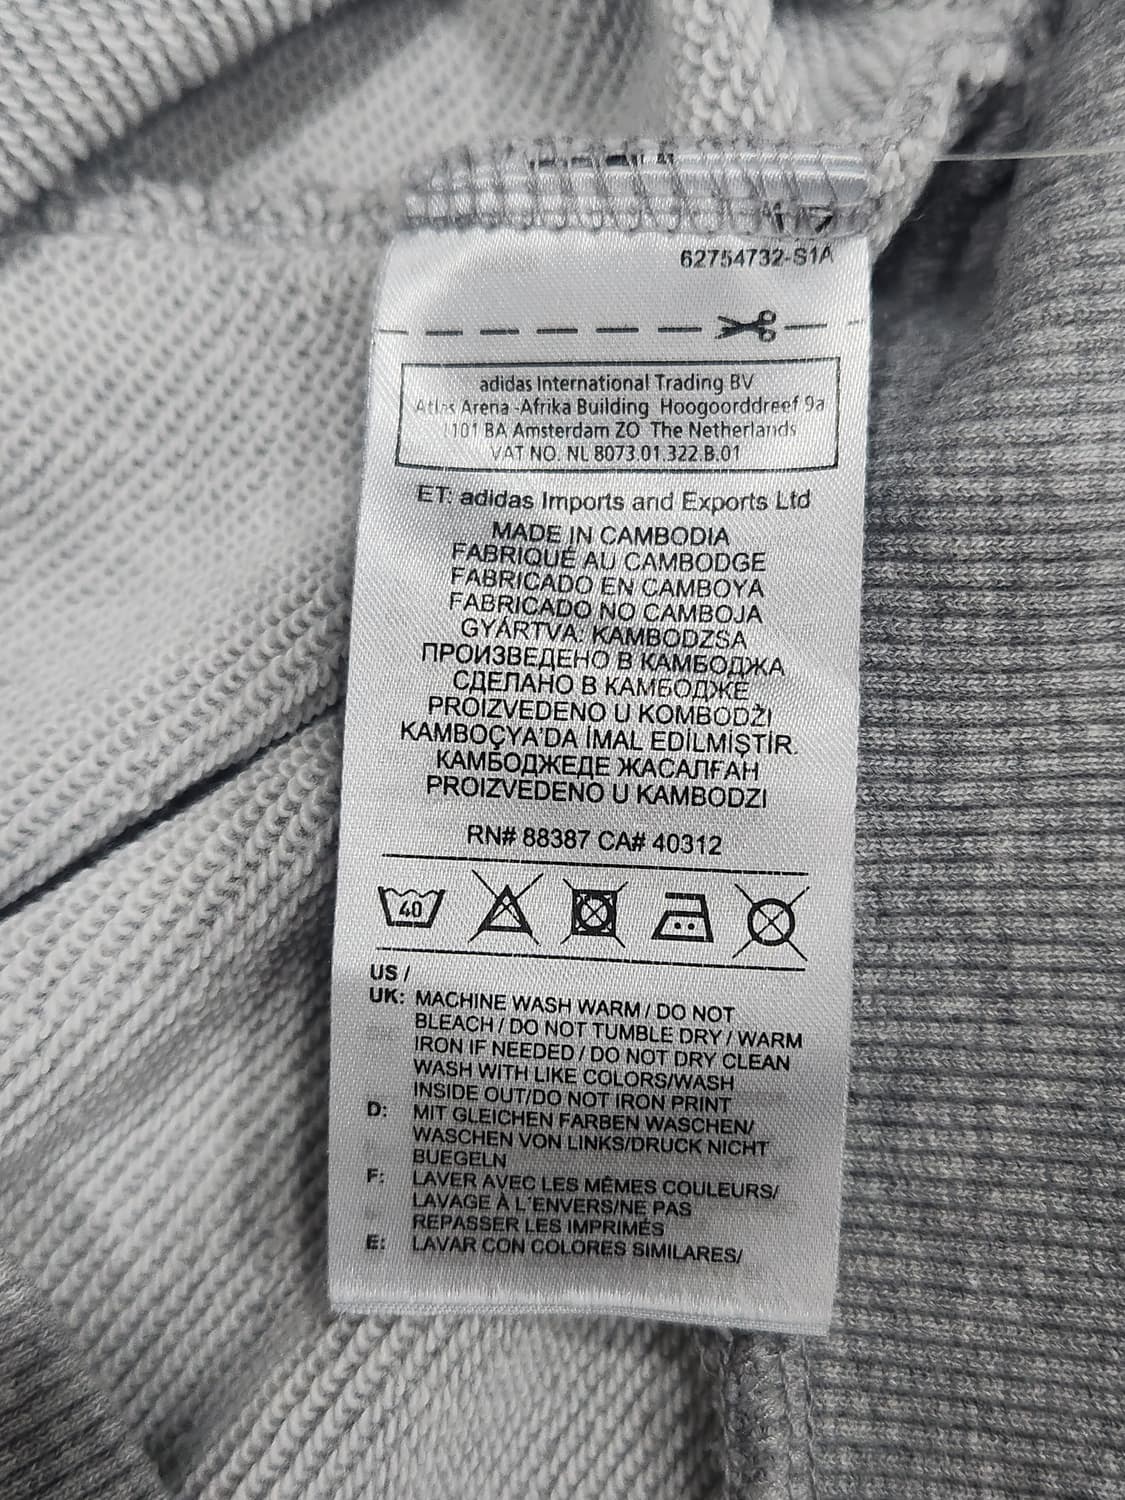 62754732-S1A
adidas International Trading BV
Atlas Arena -Afrika Building Hoogoorddreef 9a
1101 BA Amsterdam ZO The Netherlands
VAT NO. NL 8073.01.322.B.01
ET: adidas Imports and Exports Ltd
MADE IN CAMBODIA
FABRIQUÉ AU CAMBODGE
FABRICADO EN CAMBOYA
FABRICADO NO CAMBOJA
GYÁRTVA: KAMBODZSA
ПРОИЗВЕДЕНО В КАМБОДЖА
СДЕЛАНО В КАМБОДЖЕ
PROIZVEDENO U KOMBODŽI
KAMBOÇYA'DA İMAL EDİLMİŞTİR.
КАМБОДЖЕДЕ ЖАСАЛҒАН
PROIZVEDENO U KAMBODZI
RN# 88387 CA# 40312
40
US /
UK: MACHINE WASH WARM / DO NOT
BLEACH / DO NOT TUMBLE DRY / WARM
IRON IF NEEDED / DO NOT DRY CLEAN
WASH WITH LIKE COLORS/WASH
INSIDE OUT/DO NOT IRON PRINT
D: MIT GLEICHEN FARBEN WASCHEN/
WASCHEN VON LINKS/DRUCK NICHT
BUEGELN
F: LAVER AVEC LES MÊMES COULEURS/
LAVAGE À L'ENVERS/NE PAS
REPASSER LES IMPRIMÉS
E: LAVAR CON COLORES SIMILARES/